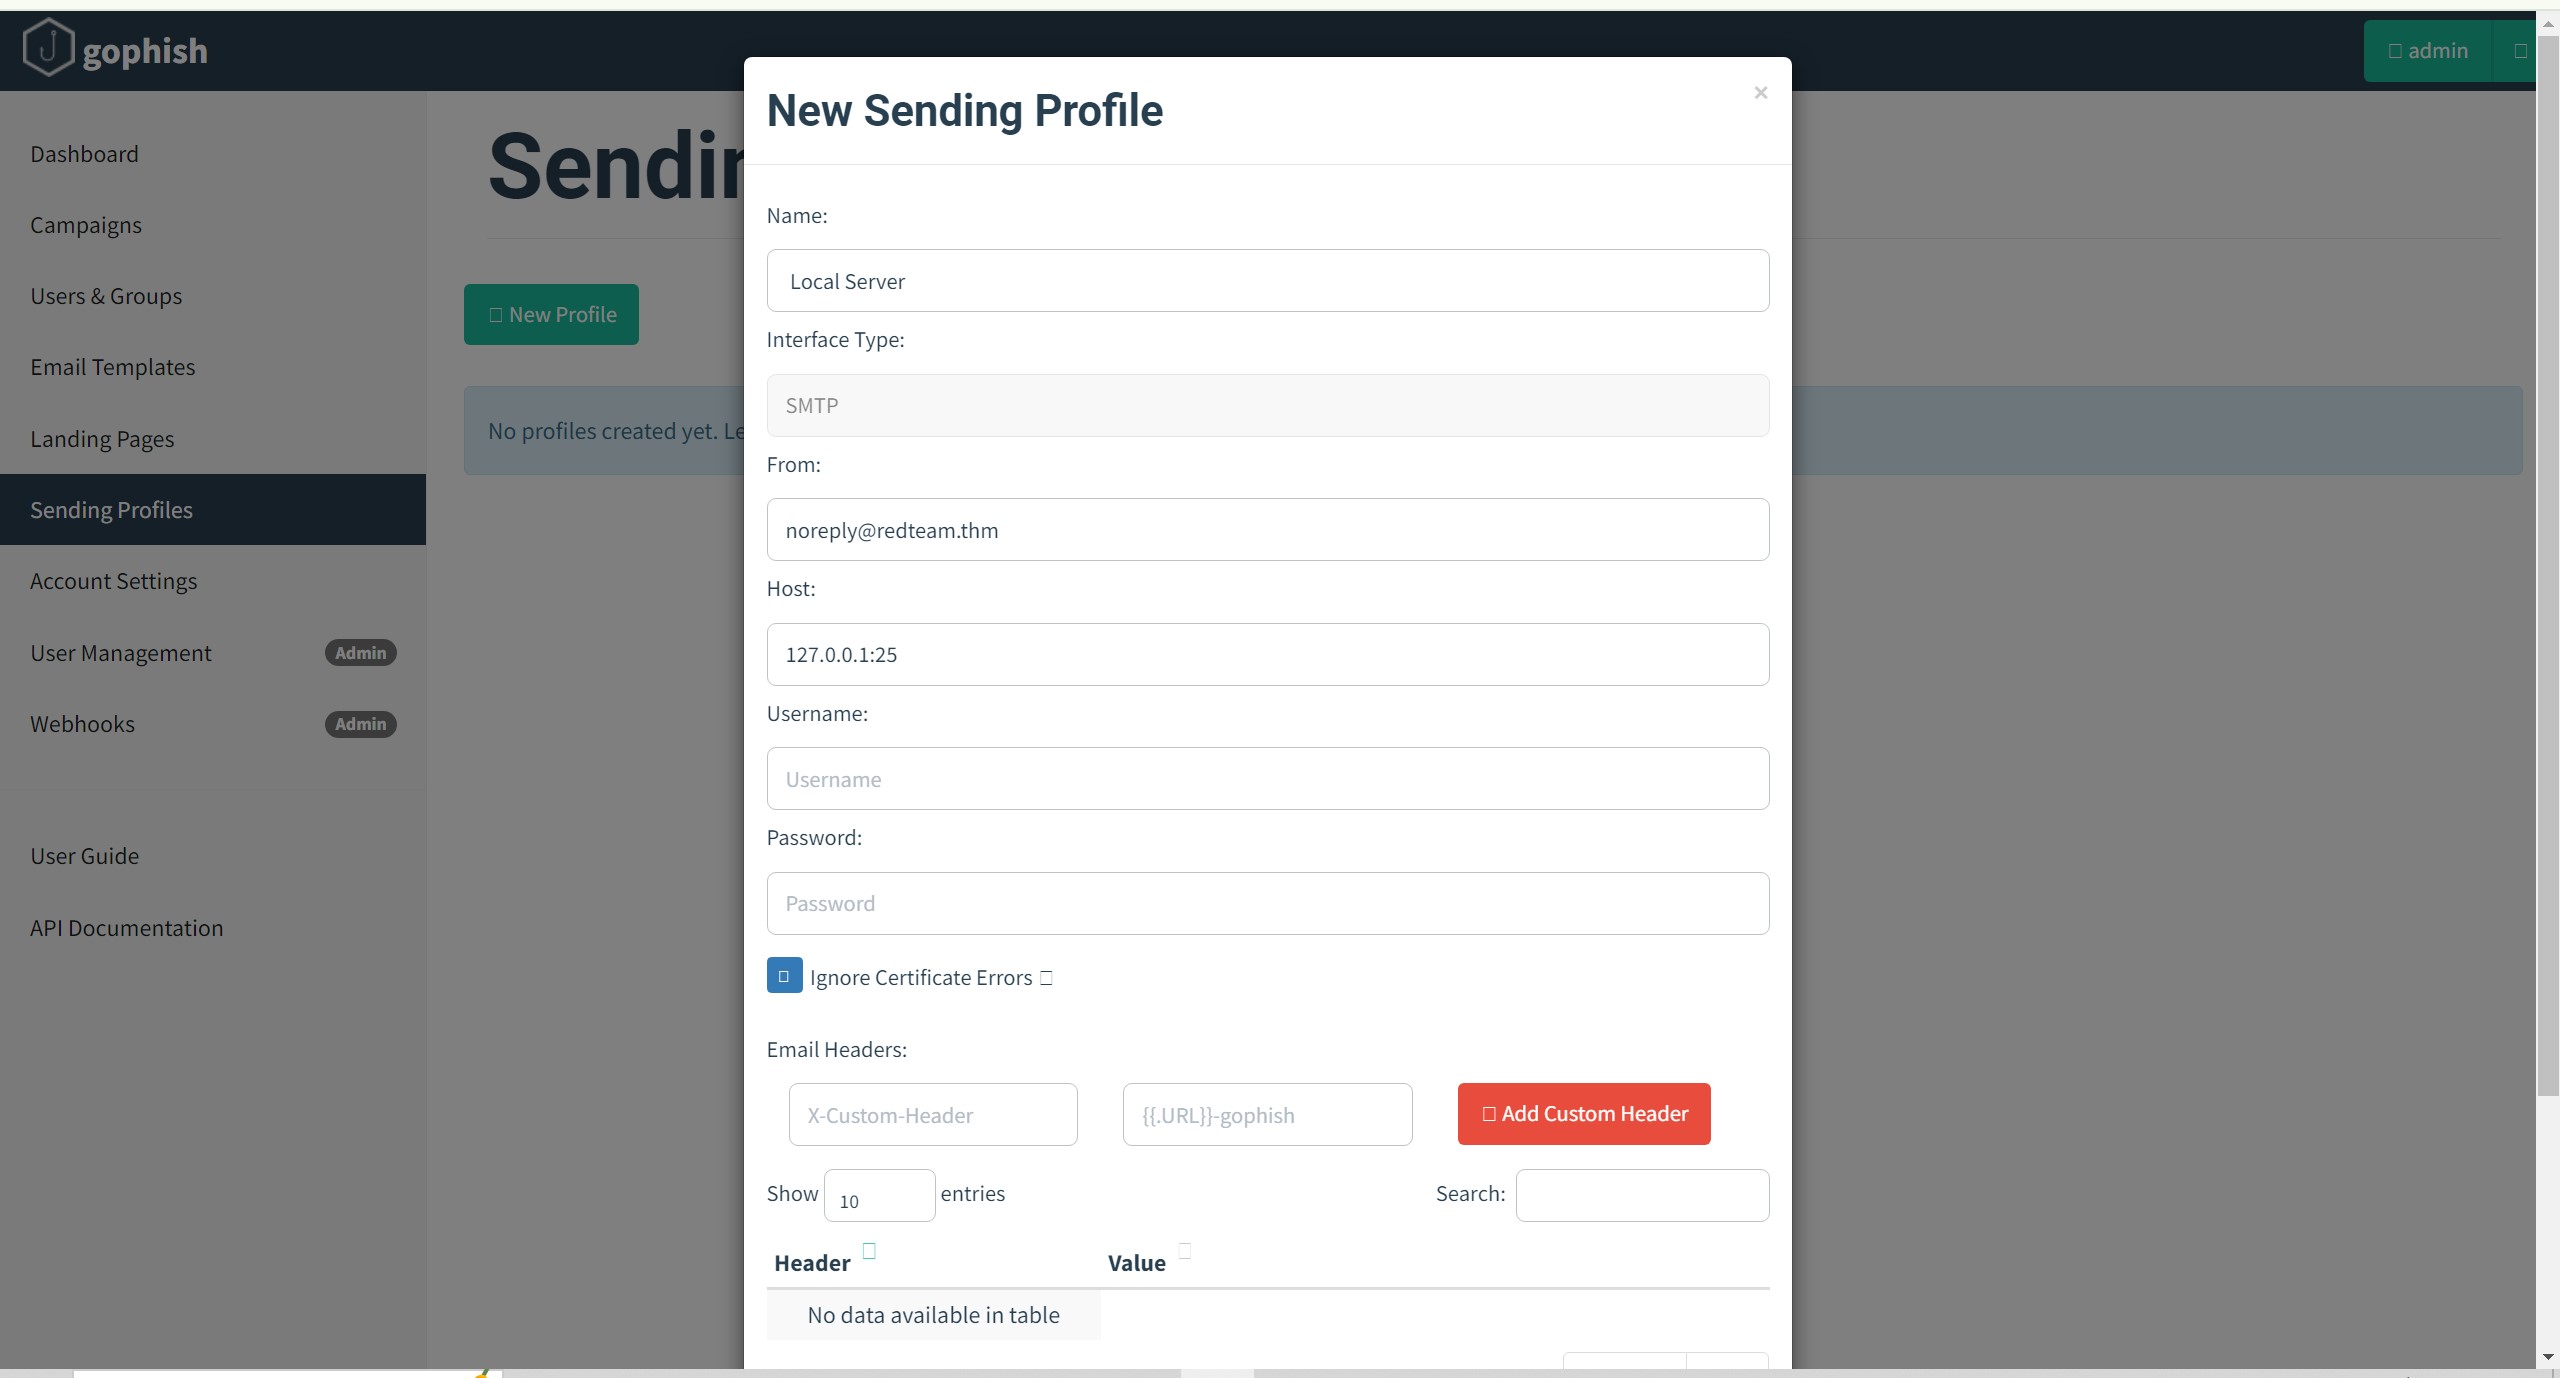 gophish
admin
Dashboard
Campaigns
Users & Groups
Email Templates
Landing Pages
Sending Profiles
Account Settings
User Management Admin
Webhooks Admin
User Guide
API Documentation
Sendin
New Profile
No profiles created yet. Le
New Sending Profile
×
Name:
Local Server
Interface Type:
SMTP
From:
noreply@redteam.thm
Host:
127.0.0.1:25
Username:
Username
Password:
Password
Ignore Certificate Errors
Email Headers:
X-Custom-Header {{.URL}}-gophish Add Custom Header
Show 10 entries Search:
Header Value
No data available in table